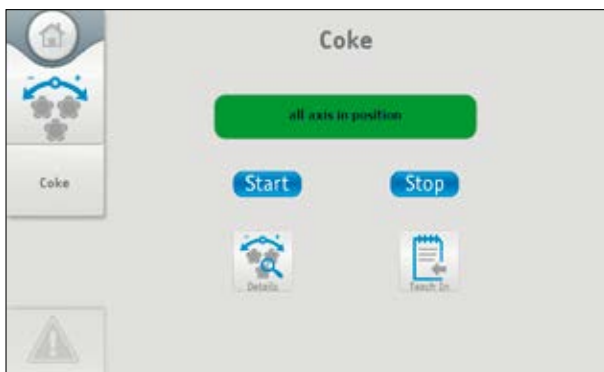 Coke
all axis in position
Coke
Start Stop
Details Teach In